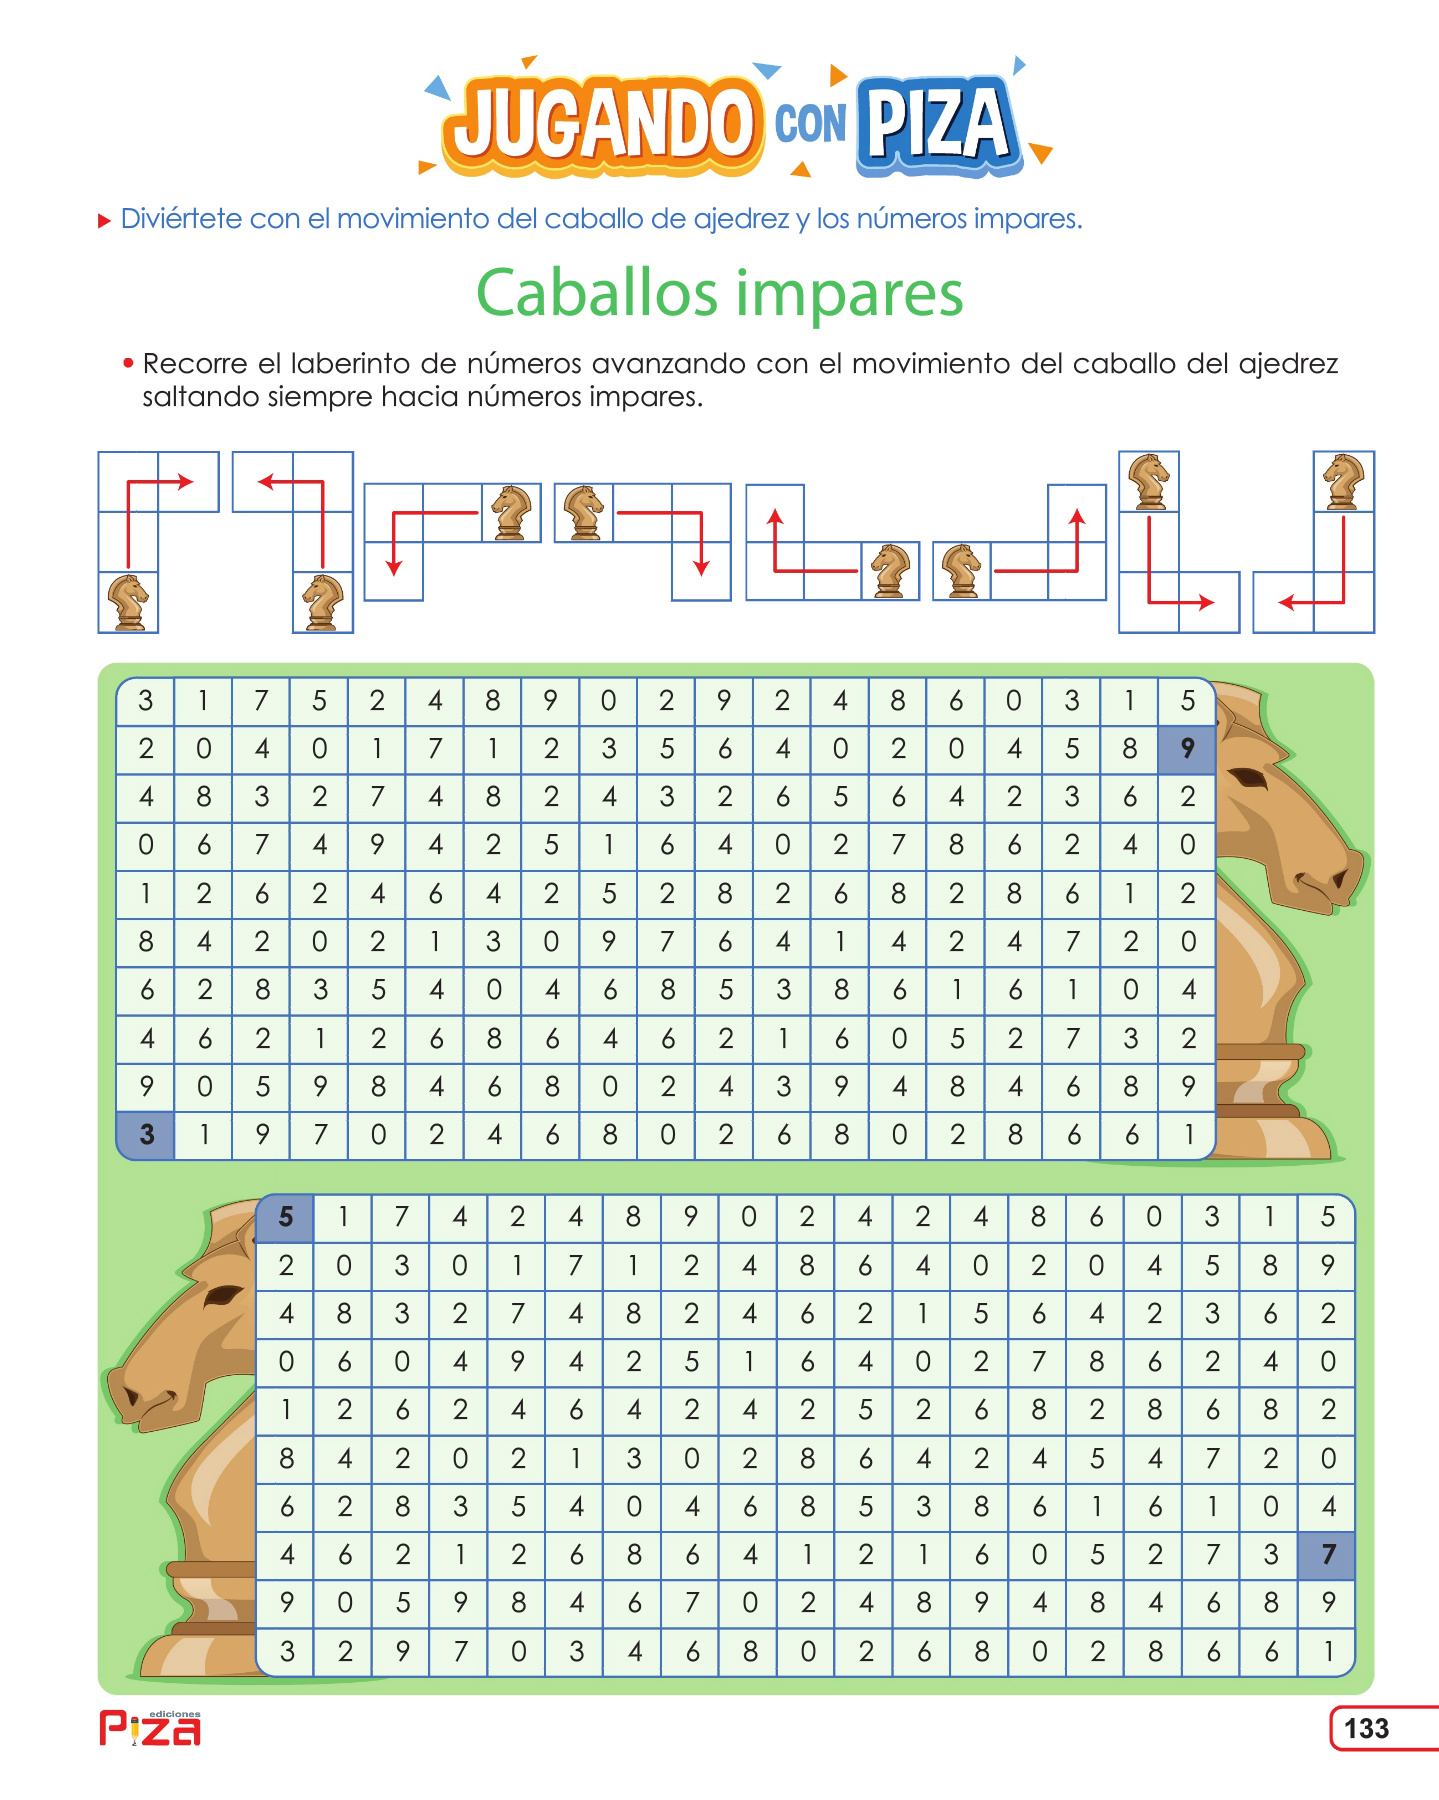 JUGANDO CON PIZA
Diviértete con el movimiento del caballo de ajedrez y los números impares.
Caballos impares
• Recorre el laberinto de números avanzando con el movimiento del caballo del ajedrez
saltando siempre hacia números impares.
3 1 7 5 2 4 8 9 0 2 9 2 4 8 6 0 3 1 5
2 0 4 0 1 7 1 2 3 5 6 4 0 2 0 4 5 8 9
4 8 3 2 7 4 8 2 4 3 2 6 5 6 4 2 3 6 2
0 6 7 4 9 4 2 5 1 6 4 0 2 7 8 6 2 4 0
1 2 6 2 4 6 4 2 5 2 8 2 6 8 2 8 6 1 2
8 4 2 0 2 1 3 0 9 7 6 4 1 4 2 4 7 2 0
6 2 8 3 5 4 0 4 6 8 5 3 8 6 1 6 1 0 4
4 6 2 1 2 6 8 6 4 6 2 1 6 0 5 2 7 3 2
9 0 5 9 8 4 6 8 0 2 4 3 9 4 8 4 6 8 9
3 1 9 7 0 2 4 6 8 0 2 6 8 0 2 8 6 6 1
5 1 7 4 2 4 8 9 0 2 4 2 4 8 6 0 3 1 5
2 0 3 0 1 7 1 2 4 8 6 4 0 2 0 4 5 8 9
4 8 3 2 7 4 8 2 4 6 2 1 5 6 4 2 3 6 2
0 6 0 4 9 4 2 5 1 6 4 0 2 7 8 6 2 4 0
1 2 6 2 4 6 4 2 4 2 5 2 6 8 2 8 6 8 2
8 4 2 0 2 1 3 0 2 8 6 4 2 4 5 4 7 2 0
6 2 8 3 5 4 0 4 6 8 5 3 8 6 1 6 1 0 4
4 6 2 1 2 6 8 6 4 1 2 1 6 0 5 2 7 3 7
9 0 5 9 8 4 6 7 0 2 4 8 9 4 8 4 6 8 9
3 2 9 7 0 3 4 6 8 0 2 6 8 0 2 8 6 6 1
ediciones
Piza
133